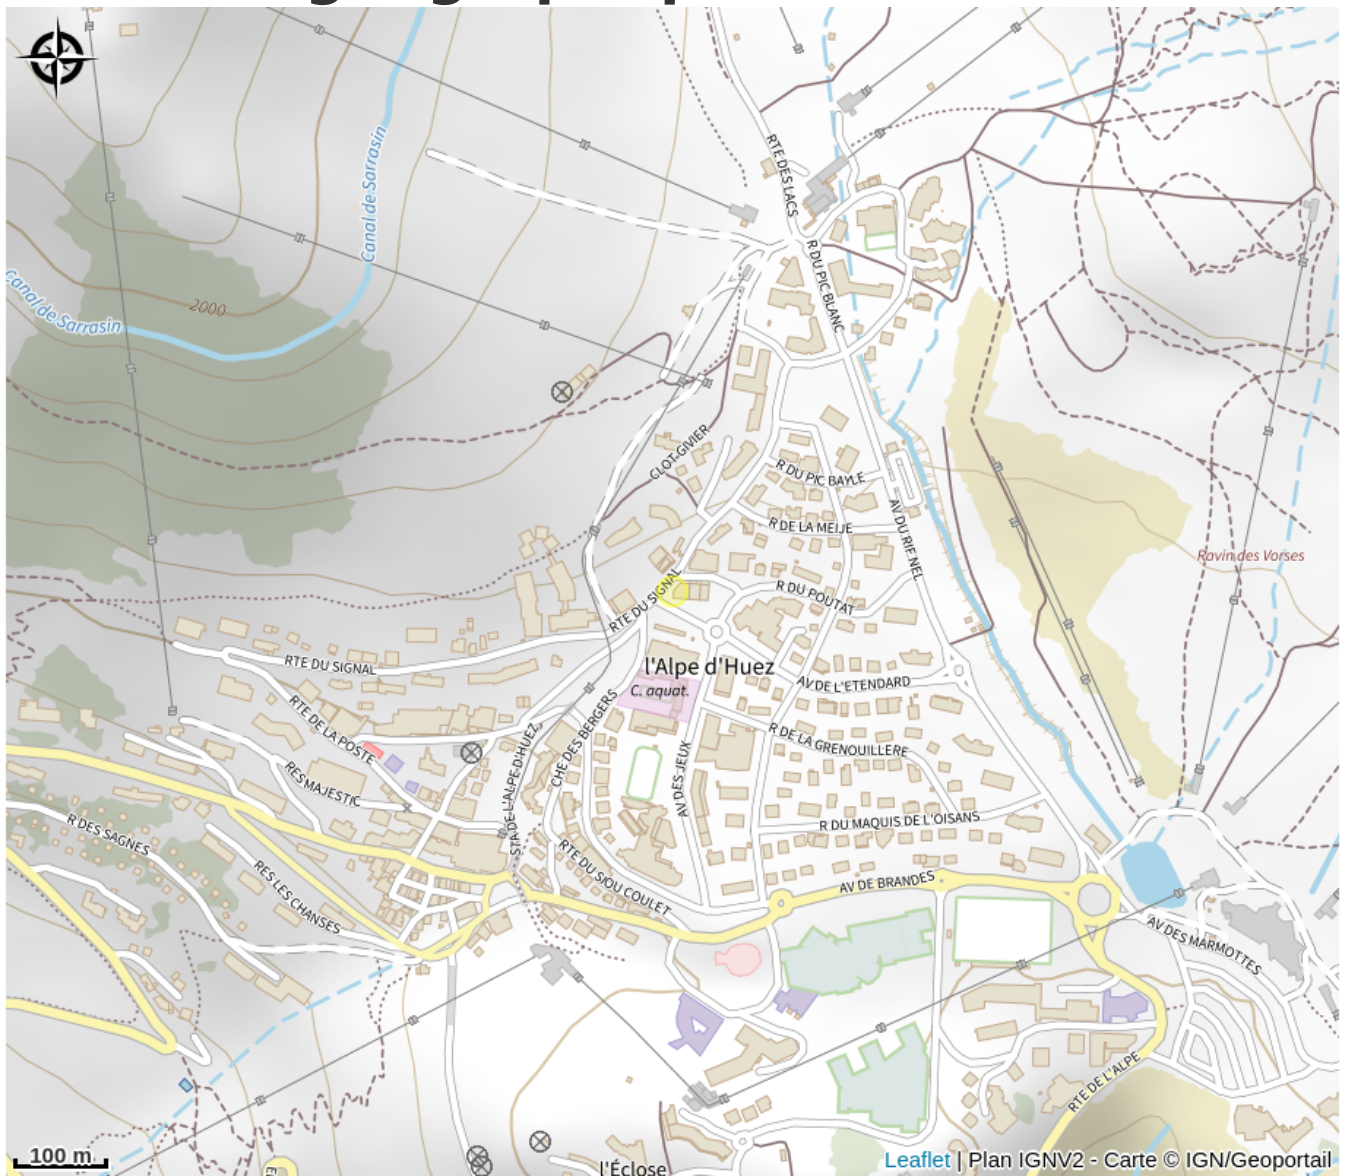 Canal de Sarrasin
RTE DES LACS
Canal de Sarrasin
2000
R DU PIC BLANC
CLOT GIVIER
R DU PIC BAYLE
R DE LA MEIJE
AV DU RIF NEL
Ravin des Vorses
RTE DU SIGNAL
R DU POUTAT
RTE DU SIGNAL
l'Alpe d'Huez
C. aquat.
AV DE L'ETENDARD
RTE DE LA POSTE
STA DE L'ALPE D'HUEZ
CHE DES BERGERS
AV DES JEUX
R DE LA GRENOUILLERE
RES MAJESTIC
R DES SAGNES
R DU MAQUIS DE L'OISANS
RES LES CHANSES
RTE DU SIOU COULET
AV DE BRANDES
AV DES MARMOTTES
RTE DE L'ALPE
100 m
l'Éclose
Leaflet | Plan IGNV2 - Carte © IGN/Geoportail